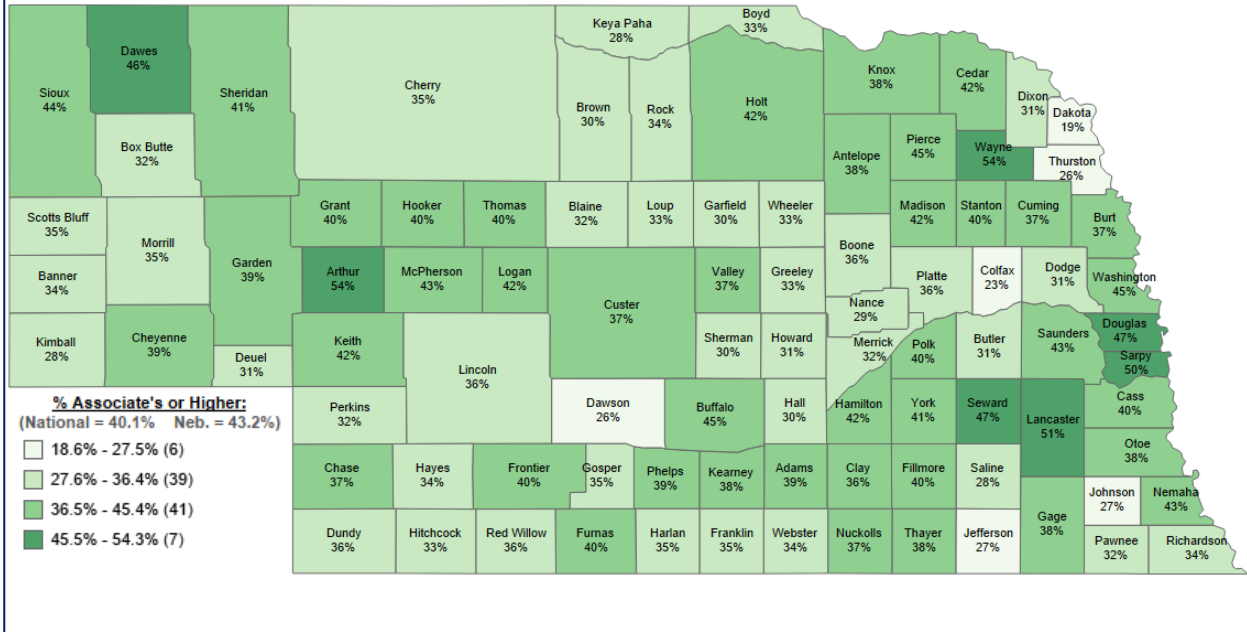 Keya Paha
28%
Boyd
33%
Dawes
46%
Sioux
44%
Sheridan
41%
Cherry
35%
Brown
30%
Rock
34%
Holt
42%
Knox
38%
Cedar
42%
Dixon
31%
Dakota
19%
Box Butte
32%
Antelope
38%
Pierce
45%
Wayne
54%
Thurston
26%
Scotts Bluff
35%
Morrill
35%
Garden
39%
Grant
40%
Hooker
40%
Thomas
40%
Blaine
32%
Loup
33%
Garfield
30%
Wheeler
33%
Boone
36%
Madison
42%
Stanton
40%
Cuming
37%
Burt
37%
Banner
34%
Arthur
54%
McPherson
43%
Logan
42%
Custer
37%
Valley
37%
Greeley
33%
Nance
29%
Platte
36%
Colfax
23%
Dodge
31%
Washington
45%
Kimball
28%
Cheyenne
39%
Deuel
31%
Keith
42%
Lincoln
36%
Sherman
30%
Howard
31%
Merrick
32%
Polk
40%
Butler
31%
Saunders
43%
Douglas
47%
Sarpy
50%
Perkins
32%
Dawson
26%
Buffalo
45%
Hall
30%
Hamilton
42%
York
41%
Seward
47%
Lancaster
51%
Cass
40%
Otoe
38%
Chase
37%
Hayes
34%
Frontier
40%
Gosper
35%
Phelps
39%
Kearney
38%
Adams
39%
Clay
36%
Fillmore
40%
Saline
28%
Gage
38%
Johnson
27%
Nemaha
43%
Dundy
36%
Hitchcock
33%
Red Willow
36%
Furnas
40%
Harlan
35%
Franklin
35%
Webster
34%
Nuckolls
37%
Thayer
38%
Jefferson
27%
Pawnee
32%
Richardson
34%
% Associate's or Higher:
(National = 40.1% Neb. = 43.2%)
18.6% - 27.5% (6)
27.6% - 36.4% (39)
36.5% - 45.4% (41)
45.5% - 54.3% (7)